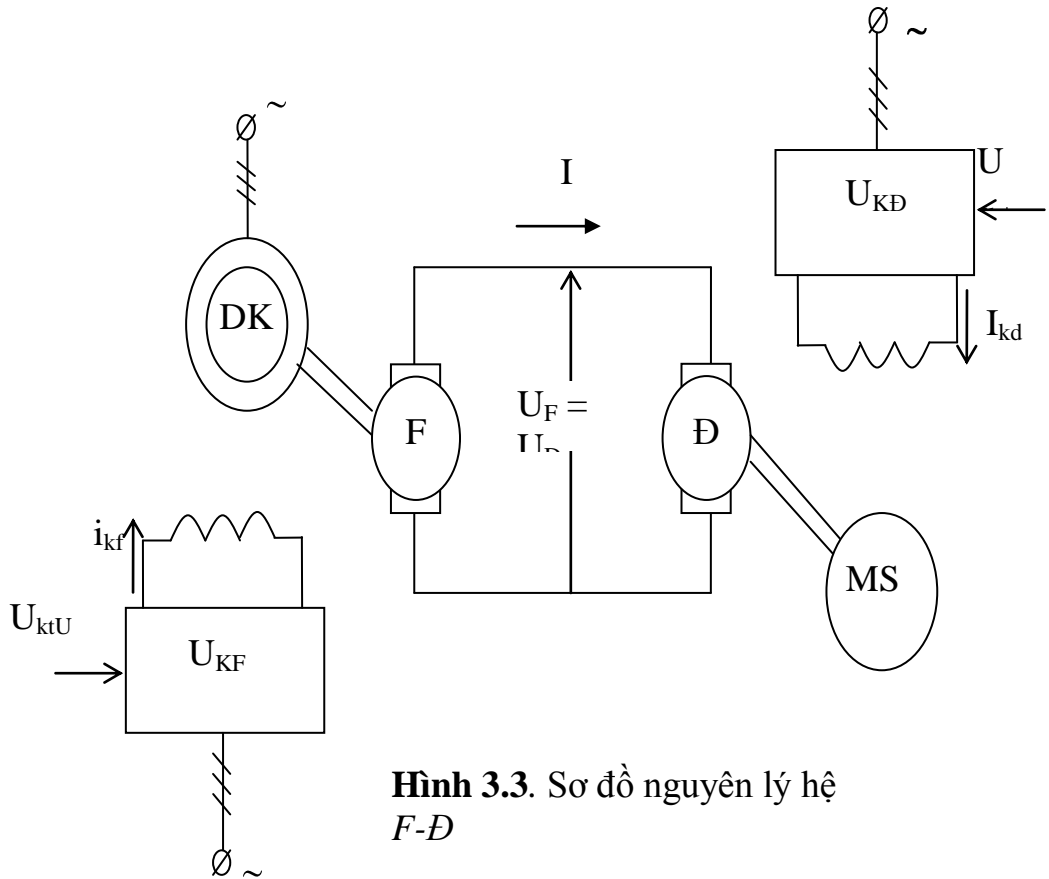 ~
~
I
U
U_KĐ
DK
I_kd
U_F =
F
Đ
i_kf
MS
U_ktU
U_KF
Hình 3.3. Sơ đồ nguyên lý hệ
F-Đ
~